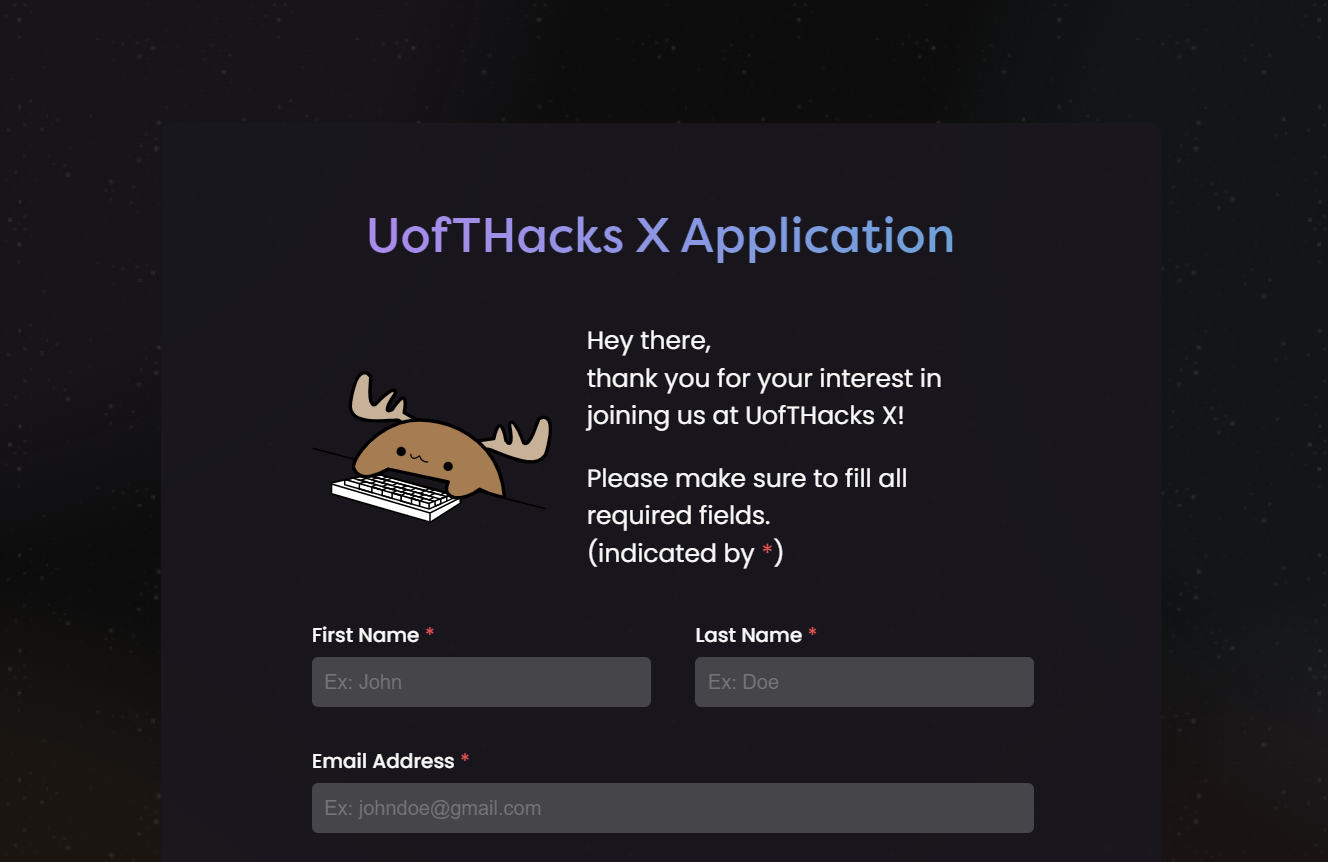 UofTHacks X Application
Hey there,
thank you for your interest in
joining us at UofTHacks X!
Please make sure to fill all
required fields.
(indicated by *)
First Name *
Last Name *
Ex: John
Ex: Doe
Email Address *
Ex: johndoe@gmail.com